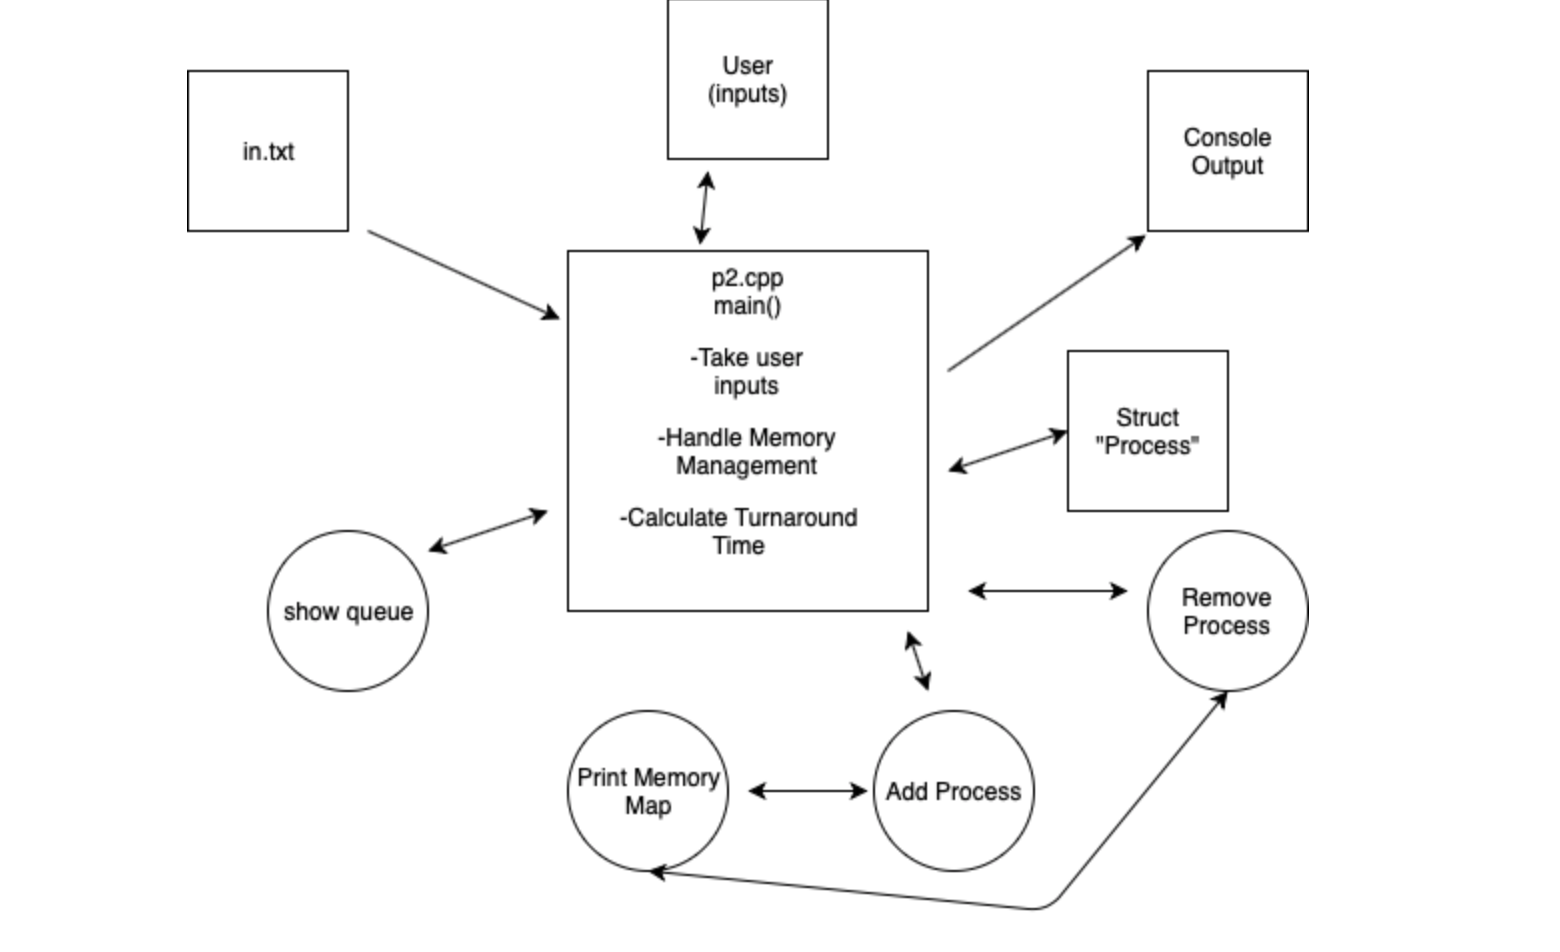 User
(inputs)
in.txt
Console
Output
p2.cpp
main()
-Take user
inputs
-Handle Memory
Management
-Calculate Turnaround
Time
Struct
"Process"
show queue
Remove
Process
Print Memory
Map
Add Process